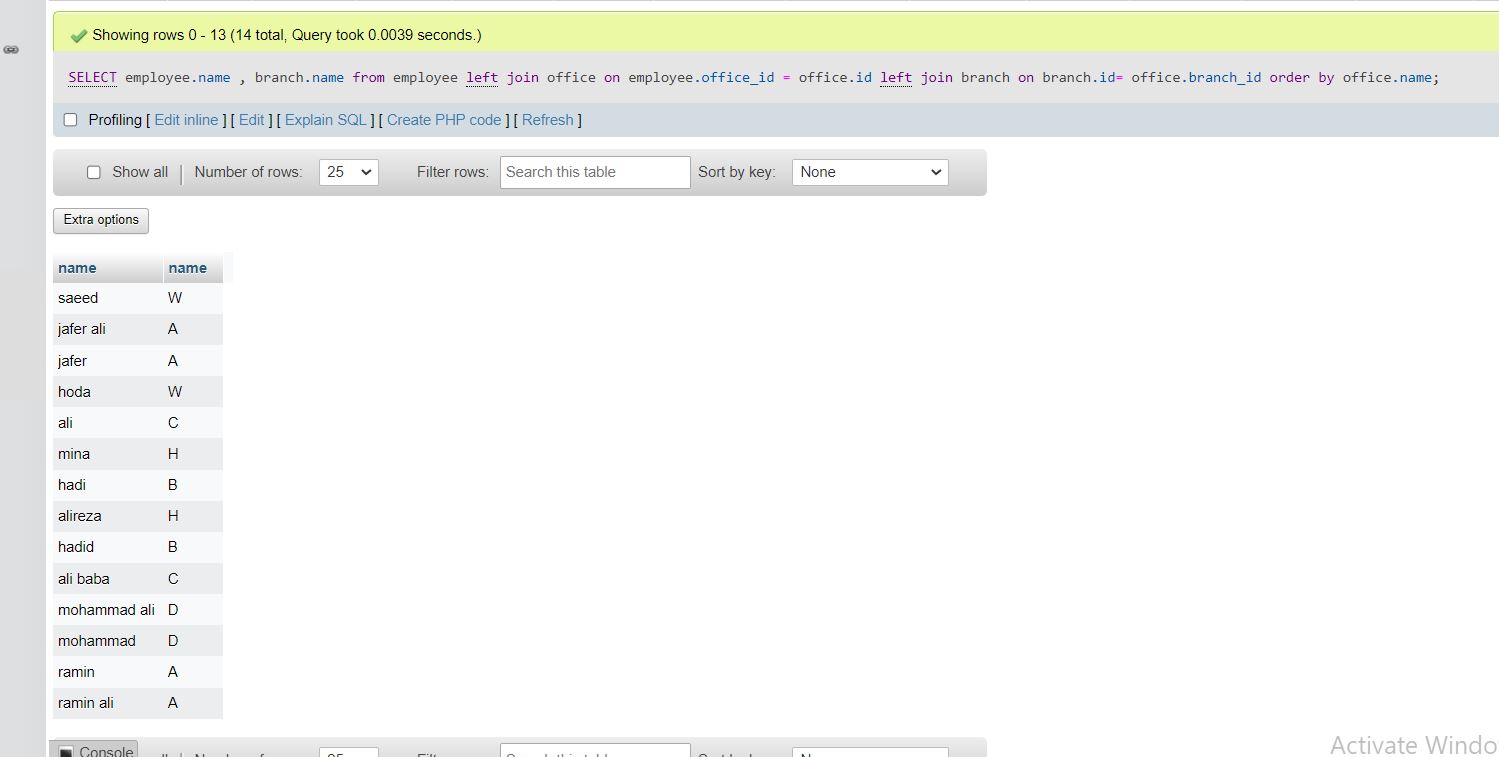 Showing rows 0 - 13 (14 total, Query took 0.0039 seconds.)
SELECT employee.name , branch.name from employee left join office on employee.office_id = office.id left join branch on branch.id= office.branch_id order by office.name;
Profiling [ Edit inline ] [ Edit ] [ Explain SQL ] [ Create PHP code ] [ Refresh ]
Show all | Number of rows: 25 Filter rows: Search this table Sort by key: None
Extra options
name name
saeed W
jafer ali A
jafer A
hoda W
ali C
mina H
hadi B
alireza H
hadid B
ali baba C
mohammad ali D
mohammad D
ramin A
ramin ali A
Console
Activate Windo